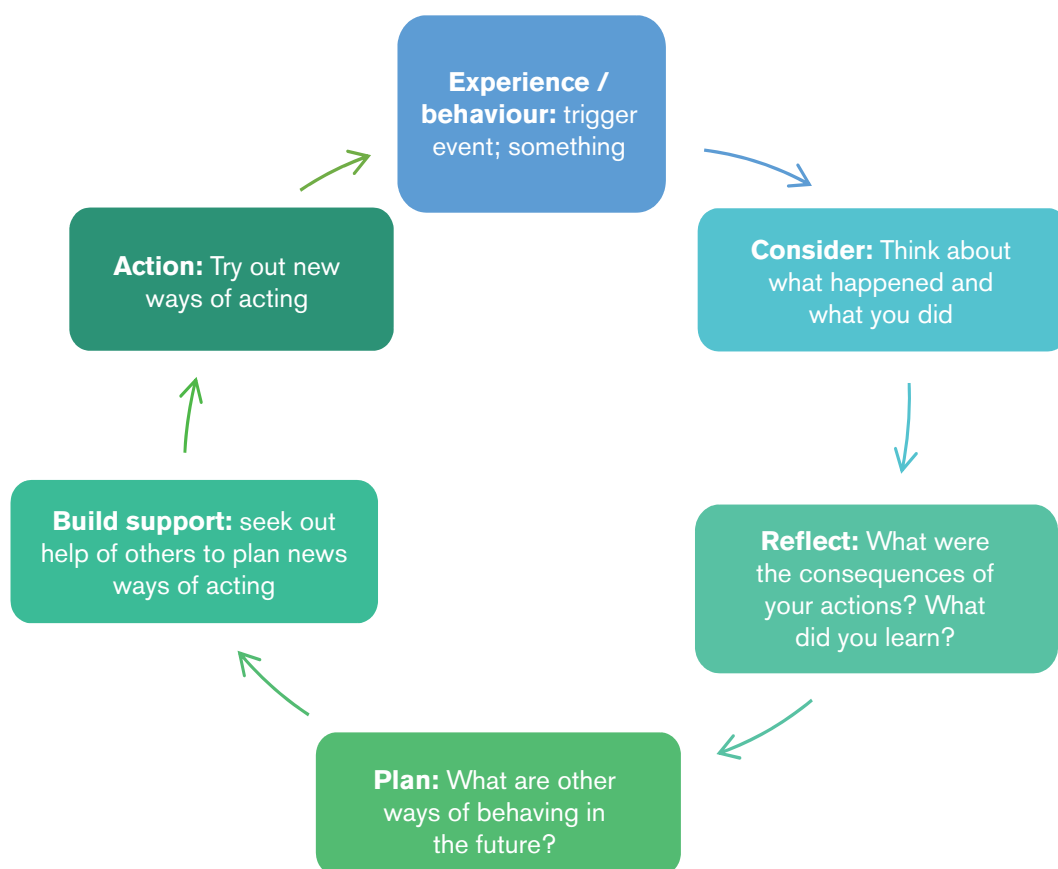 Experience /
behaviour: trigger
event; something
Consider: Think about
what happened and
what you did
Reflect: What were
the consequences of
your actions? What
did you learn?
Plan: What are other
ways of behaving in
the future?
Build support: seek out
help of others to plan news
ways of acting
Action: Try out new
ways of acting